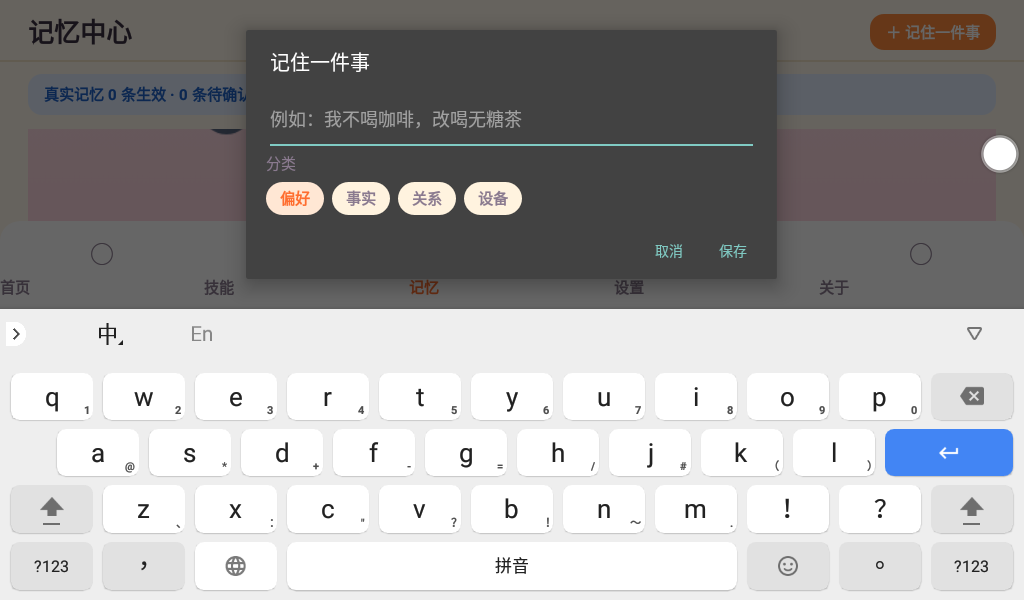 记忆中心
+ 记住一件事
真实记忆 0 条生效 · 0 条待确认
记住一件事
例如：我不喝咖啡，改喝无糖茶
分类
偏好 事实 关系 设备
取消 保存
首页 技能 记忆 设置 关于
中 En
q 1 w 2 e 3 r 4 t 5 y 6 u 7 i 8 o 9 p 0
a @ s * d + f - g = h / j # k ( l )
z 、 x : c " v ? b ! n ～ m . ! ?
?123 ， 拼音 。 ?123